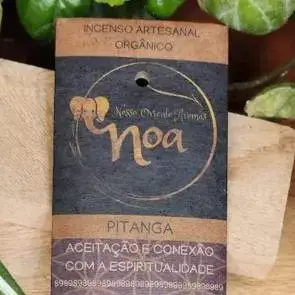 INCENSO ARTESANAL
ORGÂNICO
Nosso Oriente Aromas
noa
PITANGA
ACEITAÇÃO E CONEXÃO
COM A ESPIRITUALIDADE